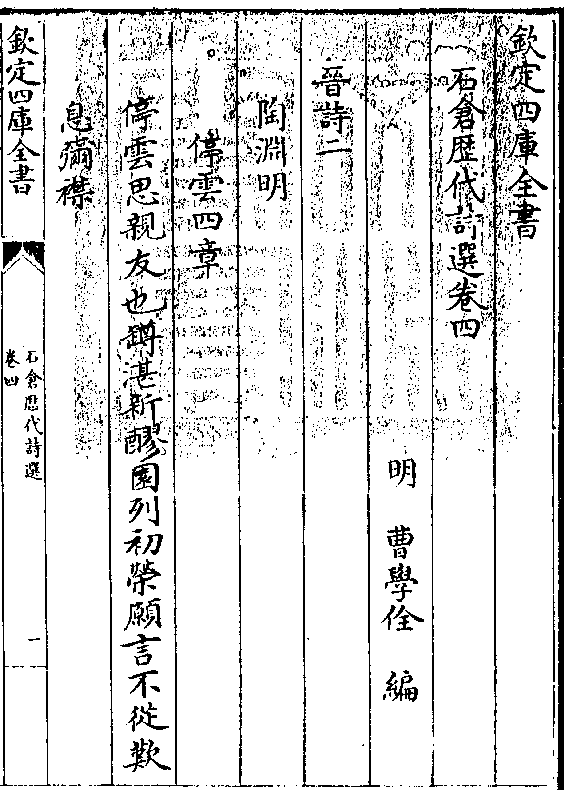 欽定四庫全書
石倉歴代詩選卷四
明 曹學佺 編
晉詩二
陶淵明
停雲四章
停雲思親友也罇湛新醪園列初榮願言不從歎
息彌襟
欽定四庫全書
石倉歴代詩選
卷四
一